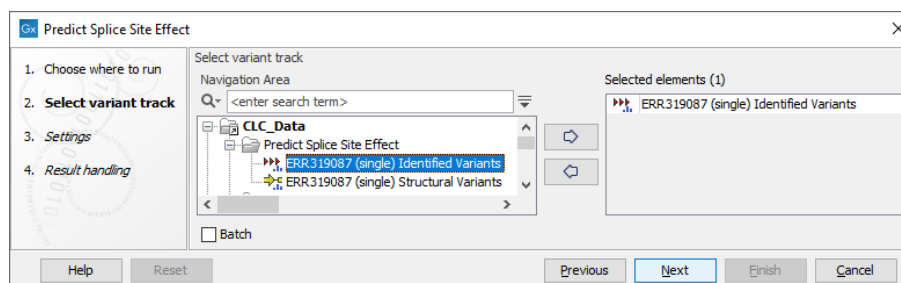 Gx Predict Splice Site Effect
1. Choose where to run
2. Select variant track
3. Settings
4. Result handling
Select variant track
Navigation Area
<enter search term>
CLC_Data
Predict Splice Site Effect
ERR319087 (single) Identified Variants
ERR319087 (single) Structural Variants
Batch
Selected elements (1)
ERR319087 (single) Identified Variants
Help
Reset
Previous
Next
Finish
Cancel